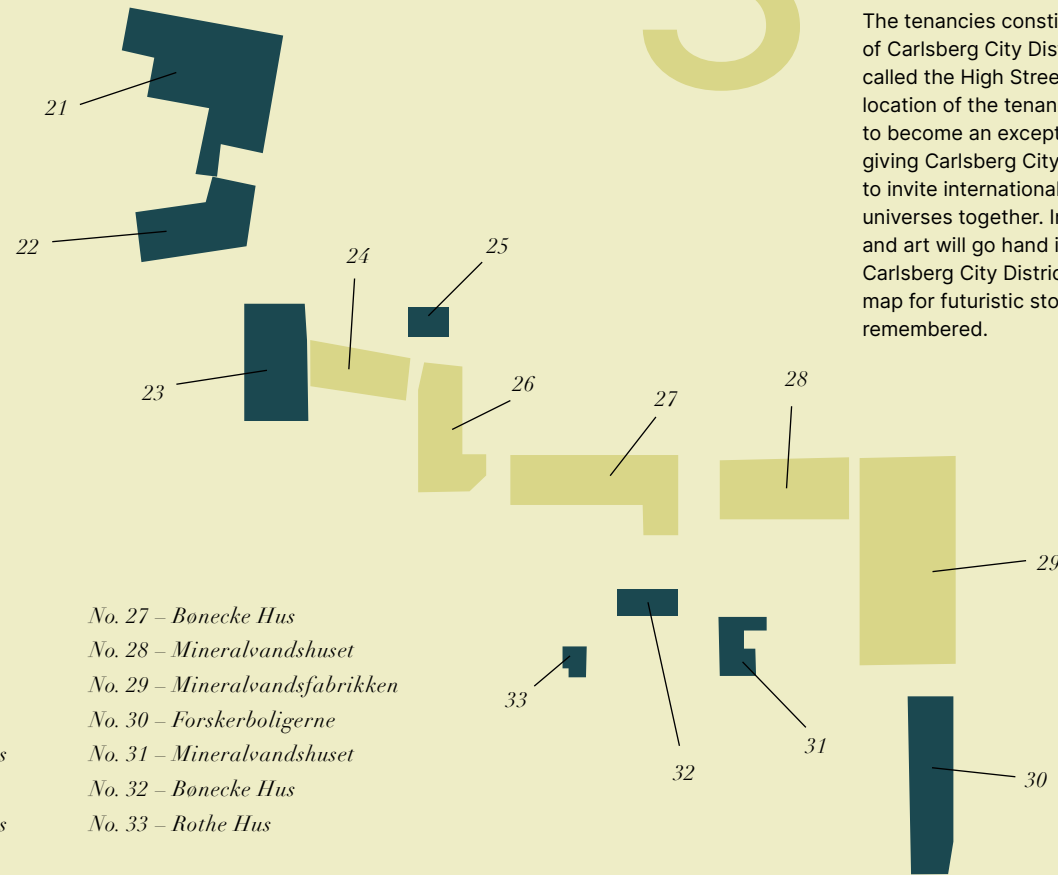 The tenancies consti
of Carlsberg City Dis
called the High Stree
location of the tenan
to become an except
giving Carlsberg City
to invite international
universes together. I
and art will go hand i
Carlsberg City Distric
map for futuristic sto
remembered.
21
22
24
25
23
26
27
28
29
33
32
31
30
No. 27 – Bønecke Hus
No. 28 – Mineralvandshuset
No. 29 – Mineralvandsfabrikken
No. 30 – Forskerboligerne
s No. 31 – Mineralvandshuset
No. 32 – Bønecke Hus
s No. 33 – Rothe Hus